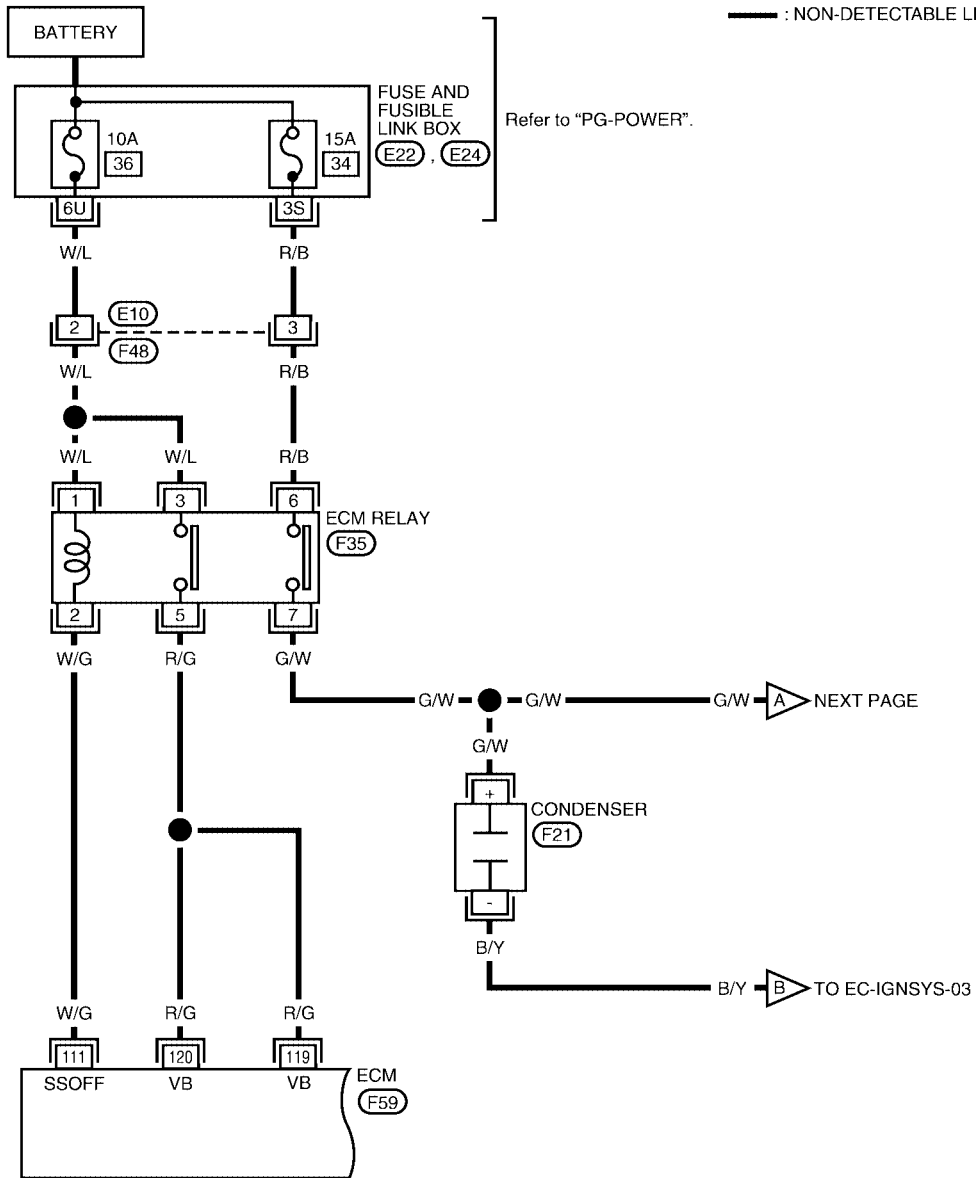 BATTERY
: NON-DETECTABLE LI
FUSE AND
FUSIBLE
LINK BOX
E22 , E24
Refer to “PG-POWER”.
10A
36
15A
34
6U
3S
W/L
R/B
2
E10
3
F48
W/L
R/B
W/L
W/L
R/B
1
3
6
ECM RELAY
F35
2
5
7
W/G
R/G
G/W
G/W
G/W
G/W
A
NEXT PAGE
G/W
+
CONDENSER
F21
-
B/Y
B/Y
B
TO EC-IGNSYS-03
W/G
R/G
R/G
111
120
119
SSOFF
VB
VB
ECM
F59